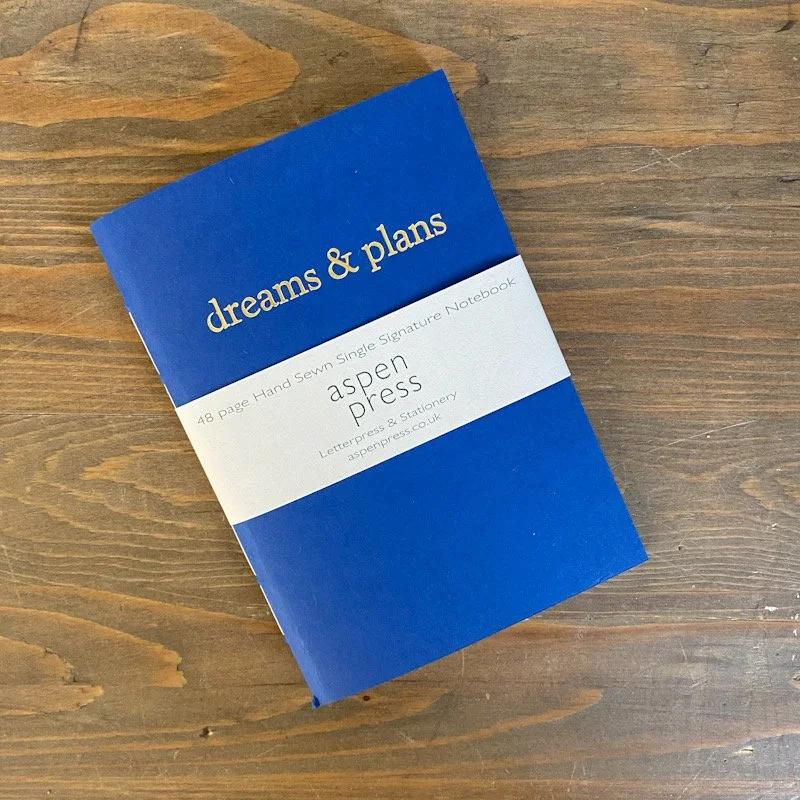 dreams & plans
48 page Hand Sewn Single Signature Notebook
aspen
press
Letterpress & Stationery
aspenpress.co.uk